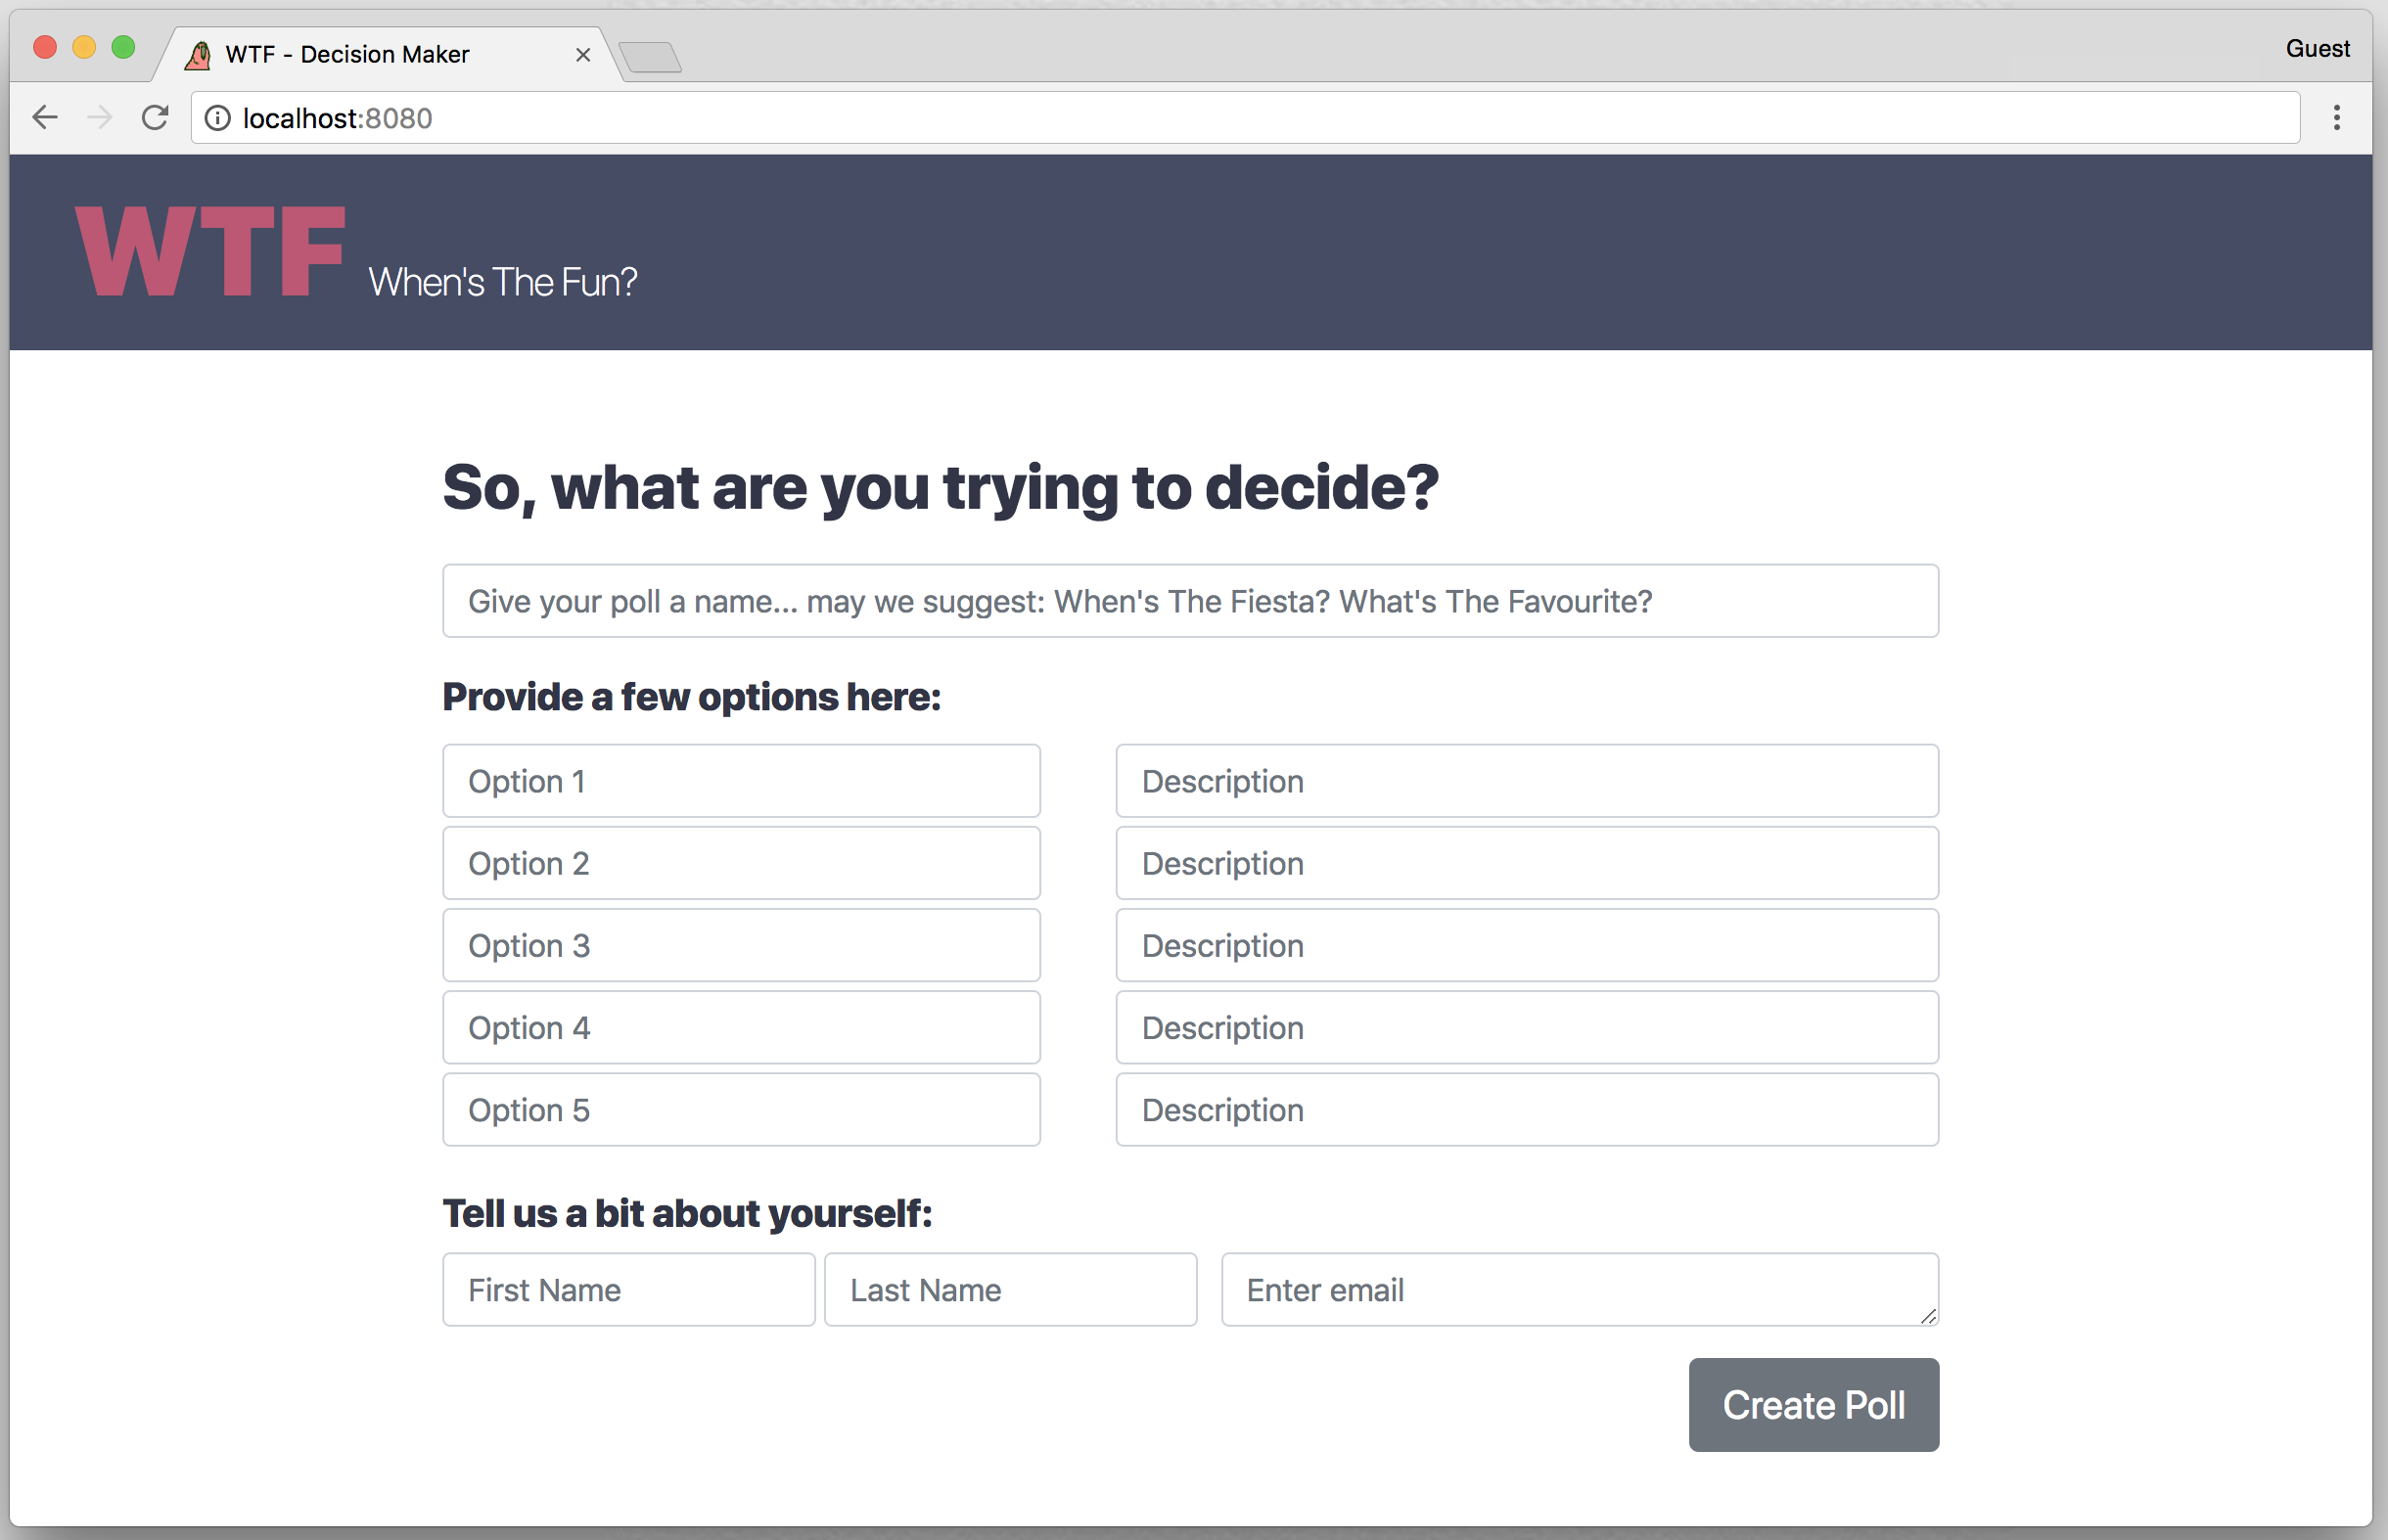 WTF - Decision Maker
Guest
localhost:8080
WTF When's The Fun?
So, what are you trying to decide?
Give your poll a name... may we suggest: When's The Fiesta? What's The Favourite?
Provide a few options here:
Option 1 Description
Option 2 Description
Option 3 Description
Option 4 Description
Option 5 Description
Tell us a bit about yourself:
First Name Last Name Enter email
Create Poll